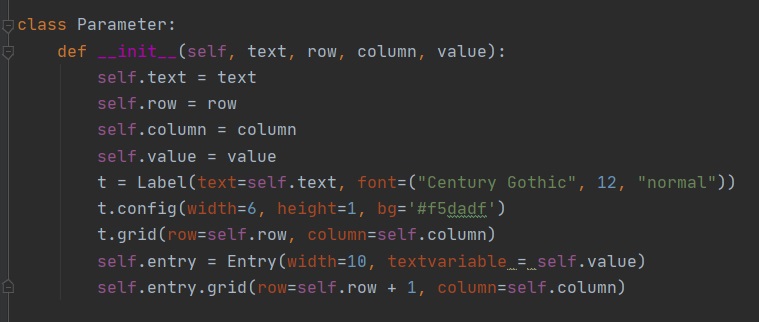 class Parameter:
    def __init__(self, text, row, column, value):
        self.text = text
        self.row = row
        self.column = column
        self.value = value
        t = Label(text=self.text, font=("Century Gothic", 12, "normal"))
        t.config(width=6, height=1, bg='#f5dadf')
        t.grid(row=self.row, column=self.column)
        self.entry = Entry(width=10, textvariable = self.value)
        self.entry.grid(row=self.row + 1, column=self.column)